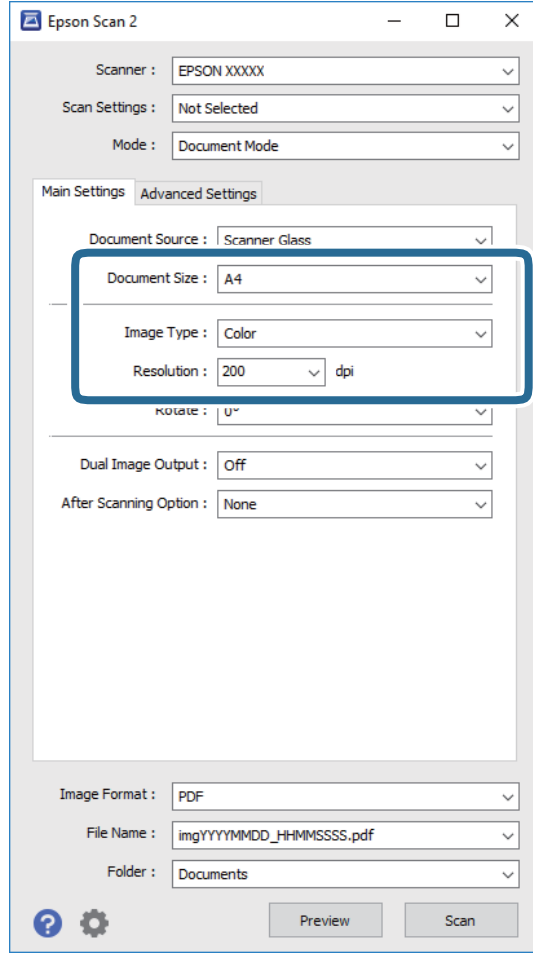 Epson Scan 2
Scanner : EPSON XXXXX
Scan Settings : Not Selected
Mode : Document Mode
Main Settings Advanced Settings
Document Source : Scanner Glass
Document Size : A4
Image Type : Color
Resolution : 200 dpi
Rotate : 0°
Dual Image Output : Off
After Scanning Option : None
Image Format : PDF
File Name : imgYYYYMMDD_HHMMSSSS.pdf
Folder : Documents
? Preview Scan